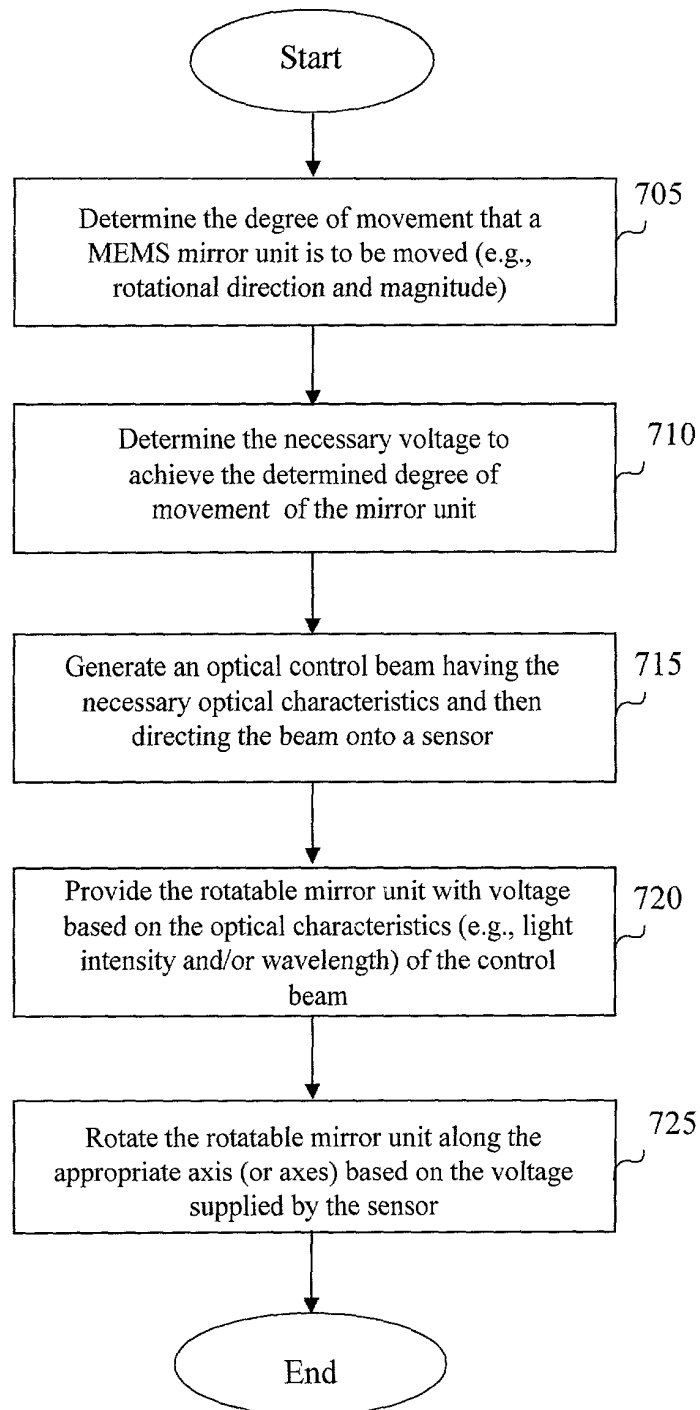 Start
705
Determine the degree of movement that a
MEMS mirror unit is to be moved (e.g.,
rotational direction and magnitude)
710
Determine the necessary voltage to
achieve the determined degree of
movement of the mirror unit
715
Generate an optical control beam having the
necessary optical characteristics and then
directing the beam onto a sensor
720
Provide the rotatable mirror unit with voltage
based on the optical characteristics (e.g., light
intensity and/or wavelength) of the control
beam
725
Rotate the rotatable mirror unit along the
appropriate axis (or axes) based on the voltage
supplied by the sensor
End